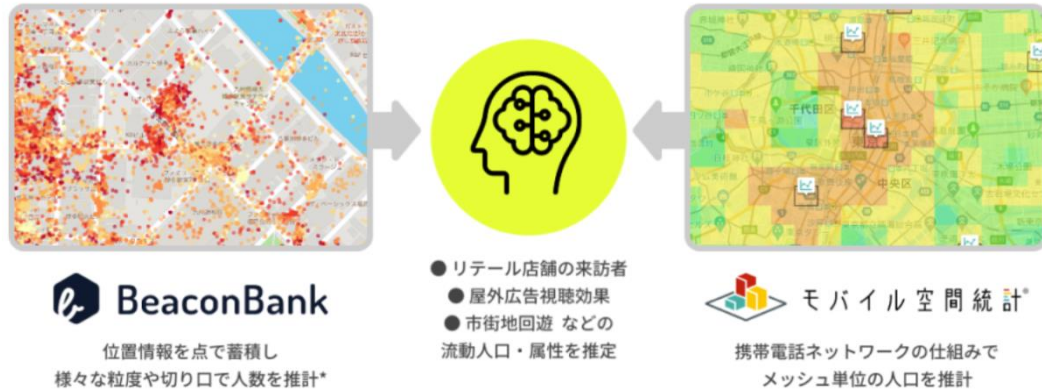 千代田区
中央区
BeaconBank
位置情報を点で蓄積し
様々な粒度や切り口で人数を推計*
● リテール店舗の来訪者
● 屋外広告視聴効果
● 市街地回遊 などの
流動人口・属性を推定
モバイル空間統計®
携帯電話ネットワークの仕組みで
メッシュ単位の人口を推計